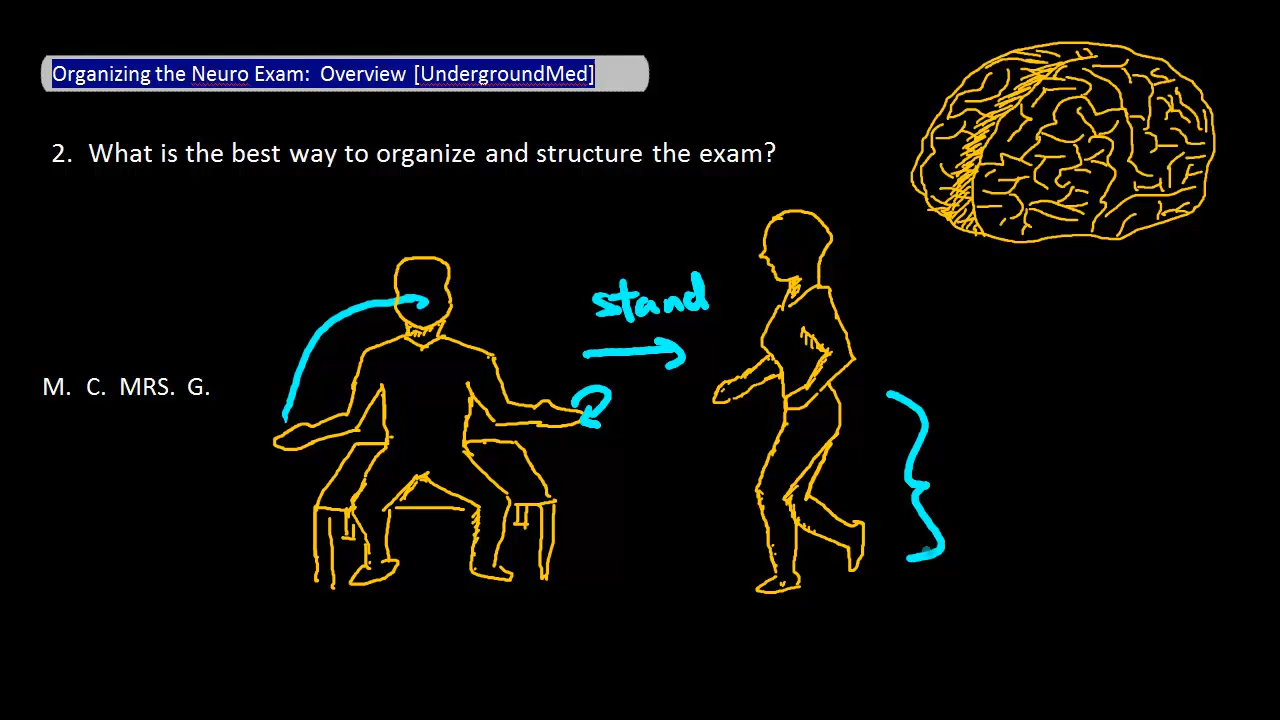 Organizing the Neuro Exam: Overview [UndergroundMed]
2. What is the best way to organize and structure the exam?
stand
M. C. MRS. G.